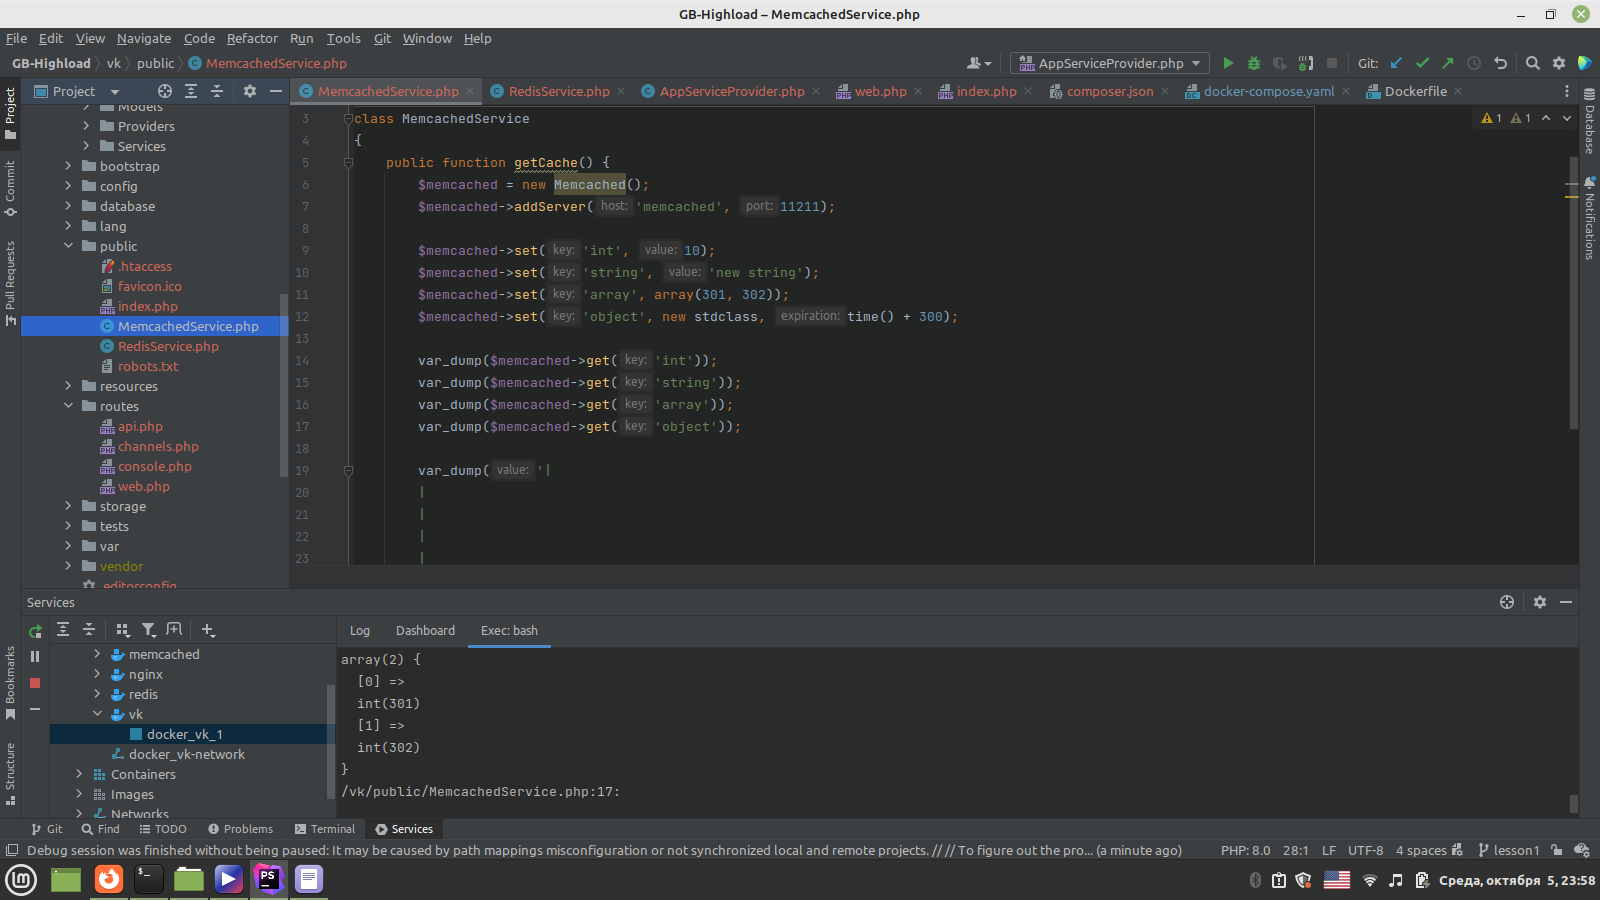 GB-Highload – MemcachedService.php
File Edit View Navigate Code Refactor Run Tools Git Window Help
GB-Highload vk public MemcachedService.php AppServiceProvider.php Git:
Project
MemcachedService.php RedisService.php AppServiceProvider.php web.php index.php composer.json docker-compose.yaml Dockerfile
Project
Commit
Pull Requests
Bookmarks
Structure
Models
Providers
Services
bootstrap
config
database
lang
public
.htaccess
favicon.ico
index.php
MemcachedService.php
RedisService.php
robots.txt
resources
routes
api.php
channels.php
console.php
web.php
storage
tests
var
vendor
.editorconfig
1 1
3 class MemcachedService
4 {
5 public function getCache() {
6 $memcached = new Memcached();
7 $memcached->addServer( host: 'memcached', port: 11211);
8
9 $memcached->set( key: 'int', value: 10);
10 $memcached->set( key: 'string', value: 'new string');
11 $memcached->set( key: 'array', array(301, 302));
12 $memcached->set( key: 'object', new stdclass, expiration: time() + 300);
13
14 var_dump($memcached->get( key: 'int'));
15 var_dump($memcached->get( key: 'string'));
16 var_dump($memcached->get( key: 'array'));
17 var_dump($memcached->get( key: 'object'));
18
19 var_dump( value: '|
20 |
21 |
22 |
23 |
Database
Notifications
Services
memcached
nginx
redis
vk
docker_vk_1
docker_vk-network
Containers
Images
Networks
Log Dashboard Exec: bash
array(2) {
[0] =>
int(301)
[1] =>
int(302)
}
/vk/public/MemcachedService.php:17:
Git Find TODO Problems Terminal Services
Debug session was finished without being paused: It may be caused by path mappings misconfiguration or not synchronized local and remote projects. // // To figure out the pro... (a minute ago) PHP: 8.0 28:1 LF UTF-8 4 spaces lesson1
Среда, октября 5, 23:58